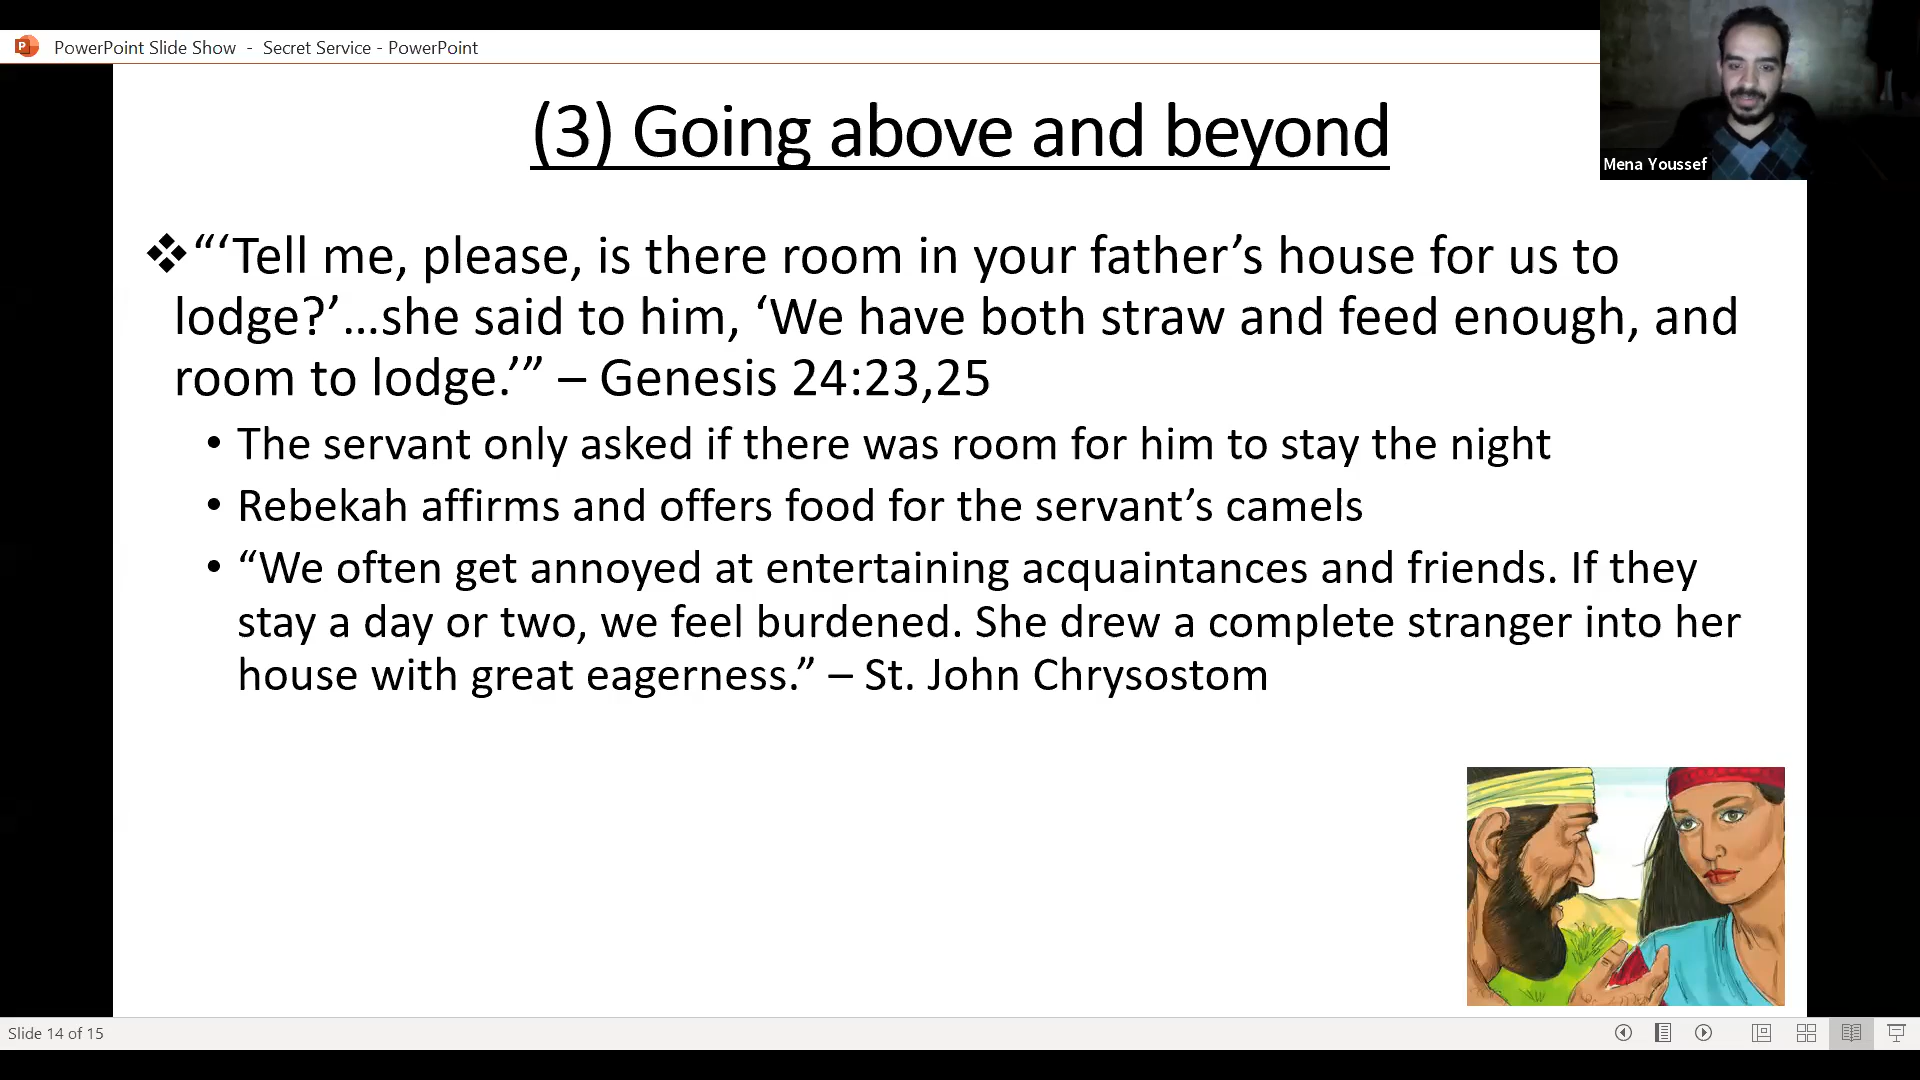 PowerPoint Slide Show - Secret Service - PowerPoint
Mena Youssef
(3) Going above and beyond
❖“‘Tell me, please, is there room in your father’s house for us to
lodge?’…she said to him, ‘We have both straw and feed enough, and
room to lodge.’” – Genesis 24:23,25
• The servant only asked if there was room for him to stay the night
• Rebekah affirms and offers food for the servant’s camels
• “We often get annoyed at entertaining acquaintances and friends. If they
stay a day or two, we feel burdened. She drew a complete stranger into her
house with great eagerness.” – St. John Chrysostom
Slide 14 of 15